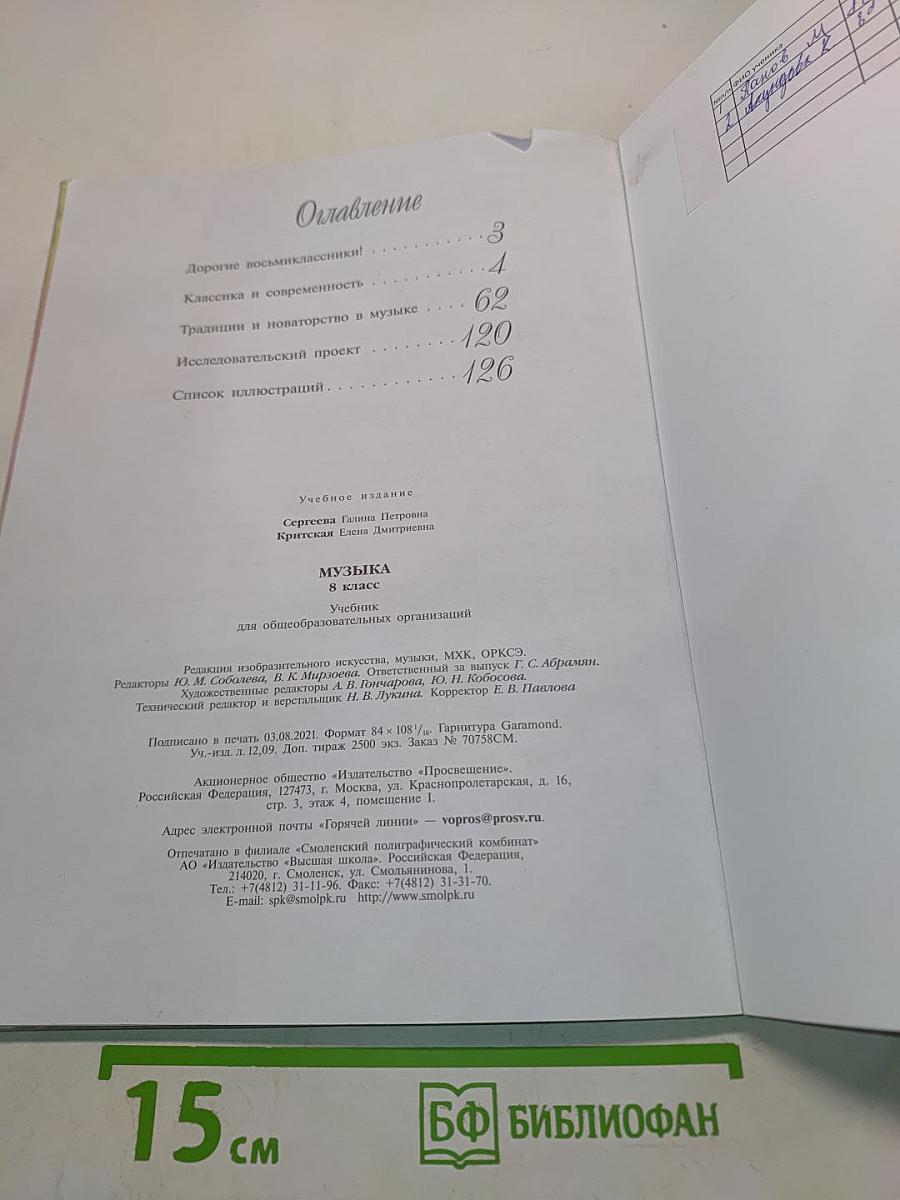 Оглавление
Дорогие восьмиклассники! . . . . . . . . . . . 3
Классика и современность . . . . . . . . . . . 4
Традиции и новаторство в музыке . . . . 62
Исследовательский проект . . . . . . . . 120
Список иллюстраций . . . . . . . . . . . . 126
Учебное издание
Сергеева Галина Петровна
Критская Елена Дмитриевна
МУЗЫКА
8 класс
Учебник
для общеобразовательных организаций
Редакция изобразительного искусства, музыки, МХК, ОРКСЭ.
Редакторы Ю. М. Соболева, В. К. Мирзоева. Ответственный за выпуск Г. С. Абрамян.
Художественные редакторы А. В. Гончарова, Ю. Н. Кобосова.
Технический редактор и верстальщик Н. В. Лукина. Корректор Е. В. Павлова
Подписано в печать 03.08.2021. Формат 84 × 108 1/16. Гарнитура Garamond.
Уч.-изд. л. 12,09. Доп. тираж 2500 экз. Заказ № 70758СМ.
Акционерное общество «Издательство «Просвещение».
Российская Федерация, 127473, г. Москва, ул. Краснопролетарская, д. 16,
стр. 3, этаж 4, помещение I.
Адрес электронной почты «Горячей линии» — vopros@prosv.ru.
Отпечатано в филиале «Смоленский полиграфический комбинат»
АО «Издательство «Высшая школа». Российская Федерация,
214020, г. Смоленск, ул. Смольянинова, 1.
Тел.: +7(4812) 31-11-96. Факс: +7(4812) 31-31-70.
E-mail: spk@smolpk.ru http://www.smolpk.ru
№п/п ФИО ученика
1 Панов М
2 К 8
15 см
БФ БИБЛИОФАН